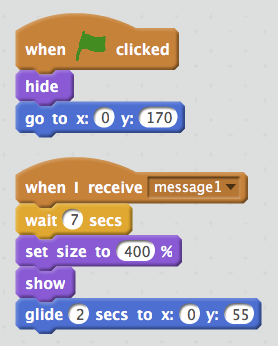 when clicked
hide
go to x: 0 y: 170
when I receive message1
wait 7 secs
set size to 400 %
show
glide 2 secs to x: 0 y: 55